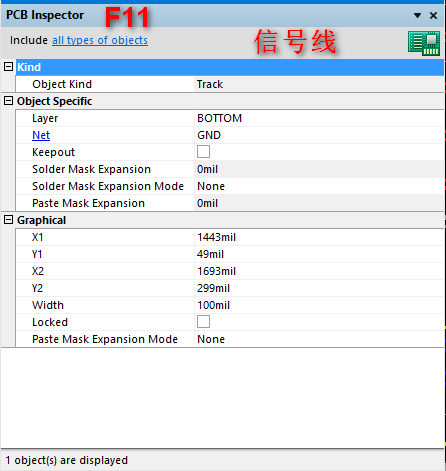 PCB Inspector F11
Include all types of objects 信号线
Kind
Object Kind Track
Object Specific
Layer BOTTOM
Net GND
Keepout
Solder Mask Expansion 0mil
Solder Mask Expansion Mode None
Paste Mask Expansion 0mil
Graphical
X1 1443mil
Y1 49mil
X2 1693mil
Y2 299mil
Width 100mil
Locked
Paste Mask Expansion Mode None
1 object(s) are displayed